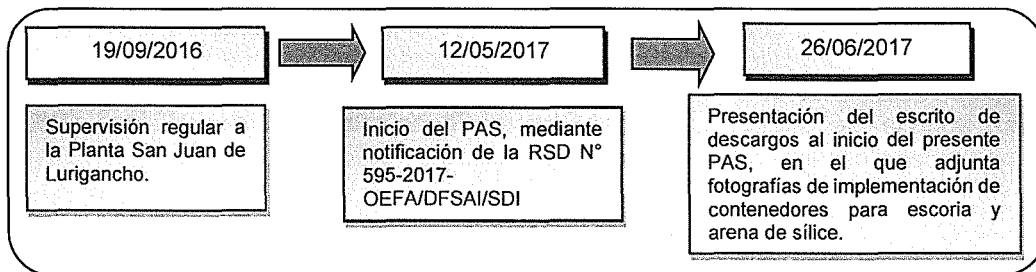 19/09/2016
12/05/2017
26/06/2017
Supervisión regular a
la Planta San Juan de
Lurigancho.
Inicio del PAS, mediante
notificación de la RSD N°
595-2017-
OEFA/DFSAI/SDI
Presentación del escrito de
descargos al inicio del presente
PAS, en el que adjunta
fotografías de implementación de
contenedores para escoria y
arena de sílice.